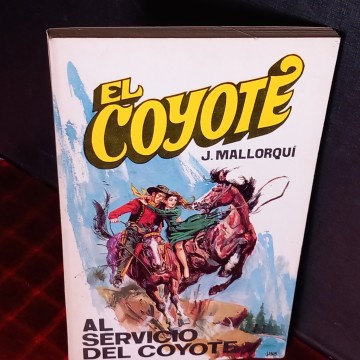 EL
COYOTE
J. MALLORQUÍ
AL
SERVICIO
DEL COYOTE